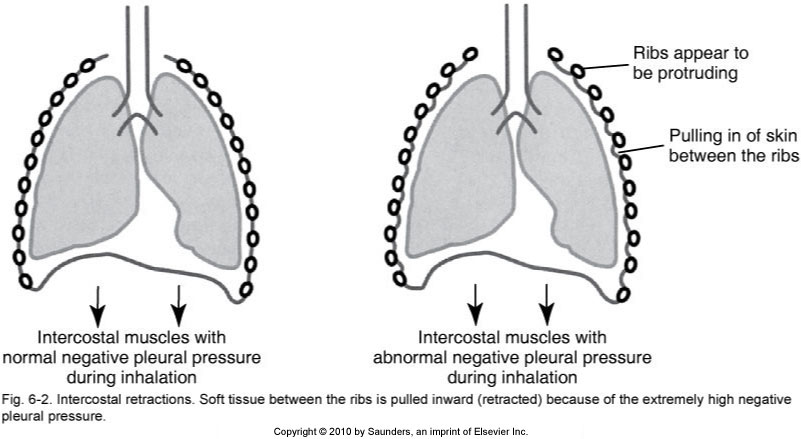 Ribs appear to
be protruding
Pulling in of skin
between the ribs
Intercostal muscles with
normal negative pleural pressure
during inhalation
Intercostal muscles with
abnormal negative pleural pressure
during inhalation
Fig. 6-2. Intercostal retractions. Soft tissue between the ribs is pulled inward (retracted) because of the extremely high negative
pleural pressure.
Copyright © 2010 by Saunders, an imprint of Elsevier Inc.